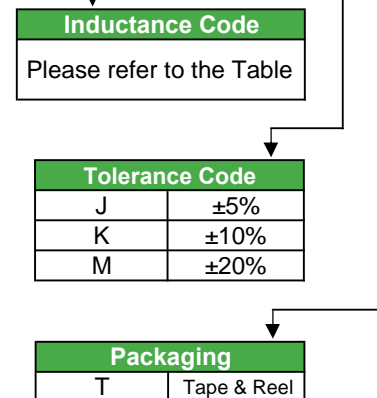 Inductance Code
Please refer to the Table
Tolerance Code
J ±5%
K ±10%
M ±20%
Packaging
T Tape & Reel